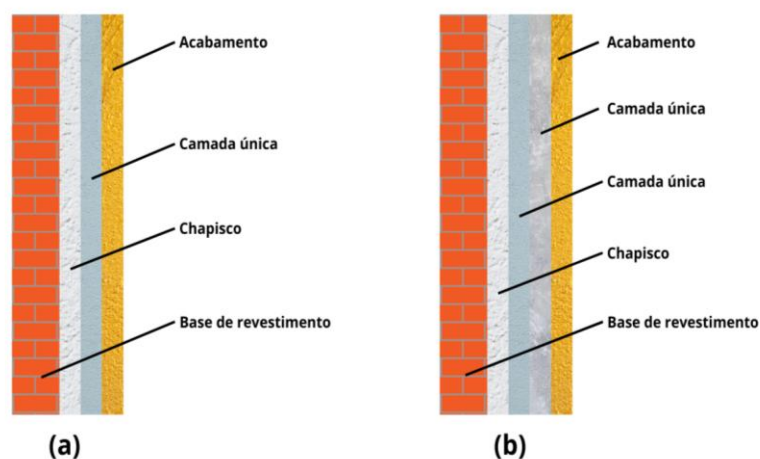 Acabamento
Camada única
Chapisco
Base de revestimento
(a)
Acabamento
Camada única
Camada única
Chapisco
Base de revestimento
(b)